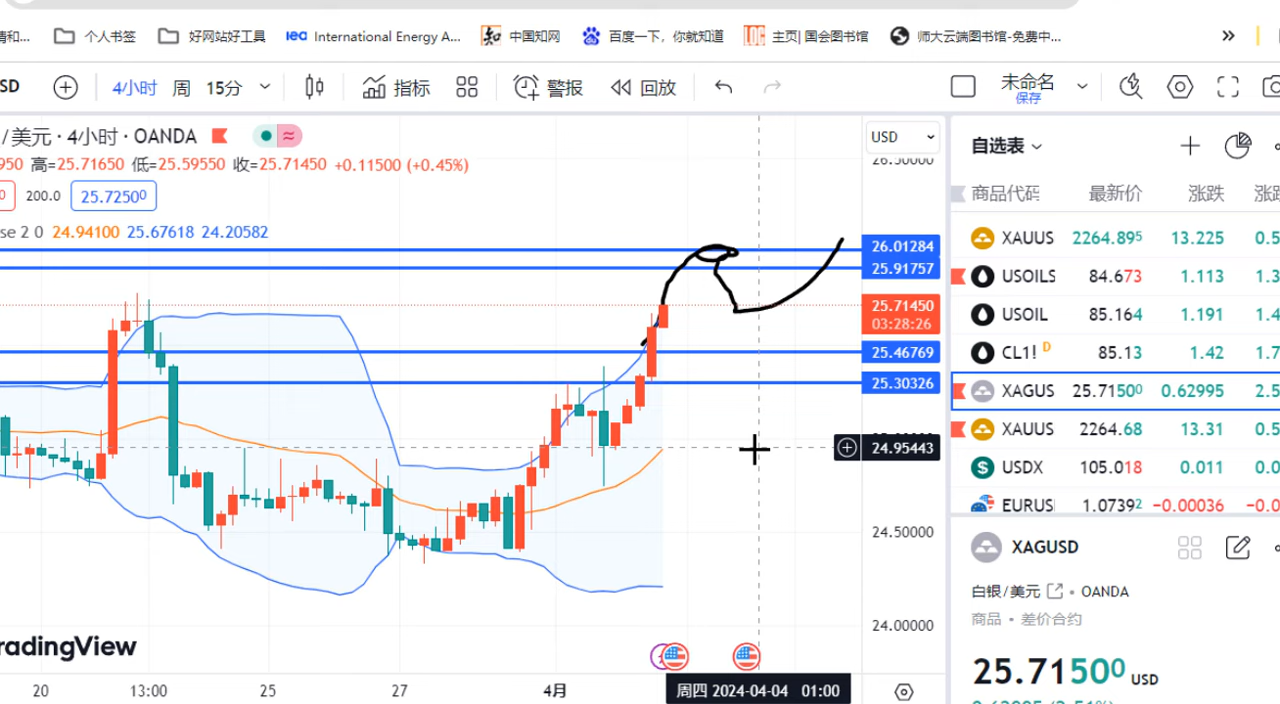 情和...  个人书签  好网站好工具  iea International Energy A...  中国知网  百度一下，你就知道  主页| 国会图书馆  师大云端图书馆-免费中...  »
SD  4小时  周  15分  指标  警报  回放  未命名
保存
/美元 · 4小时 · OANDA
USD
自选表
950 高=25.71650 低=25.59550 收=25.71450 +0.11500 (+0.45%)
26.50000
0  200.0  25.7250⁰
商品代码  最新价  涨跌  涨跌
se 2 0  24.94100  25.67618  24.20582
XAUUS  2264.89⁵  13.225  0.5
26.01284
25.91757
USOILS  84.673  1.113  1.3
25.71450
03:28:26
USOIL  85.164  1.191  1.4
25.46769
CL1! D  85.13  1.42  1.7
25.30326
XAGUS  25.7150⁰  0.62995  2.5
XAUUS  2264.68  13.31  0.5
24.95443
USDX  105.018  0.011  0.0
EURUS  1.0739²  −0.00036  −0.0
24.50000
XAGUSD
白银/美元 • OANDA
商品 • 差价合约
24.00000
radingView
25.7150⁰ USD
20  13:00  25  27  4月  周四 2024-04-04 01:00